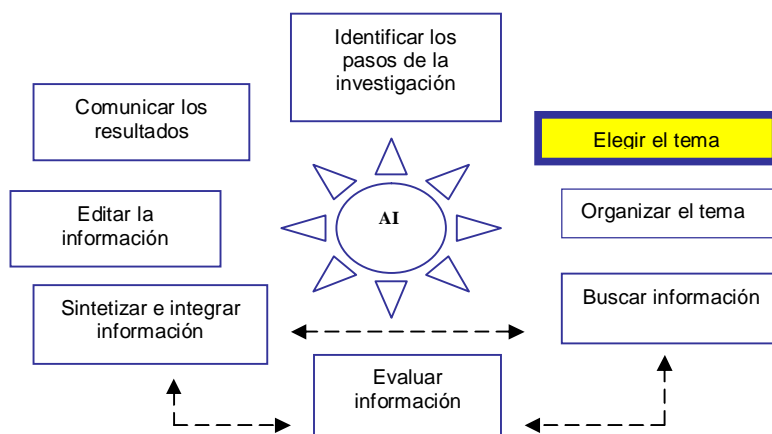 Identificar los
pasos de la
investigación
Comunicar los
resultados
Elegir el tema
Editar la
información
AI
Organizar el tema
Sintetizar e integrar
información
Buscar información
Evaluar
información